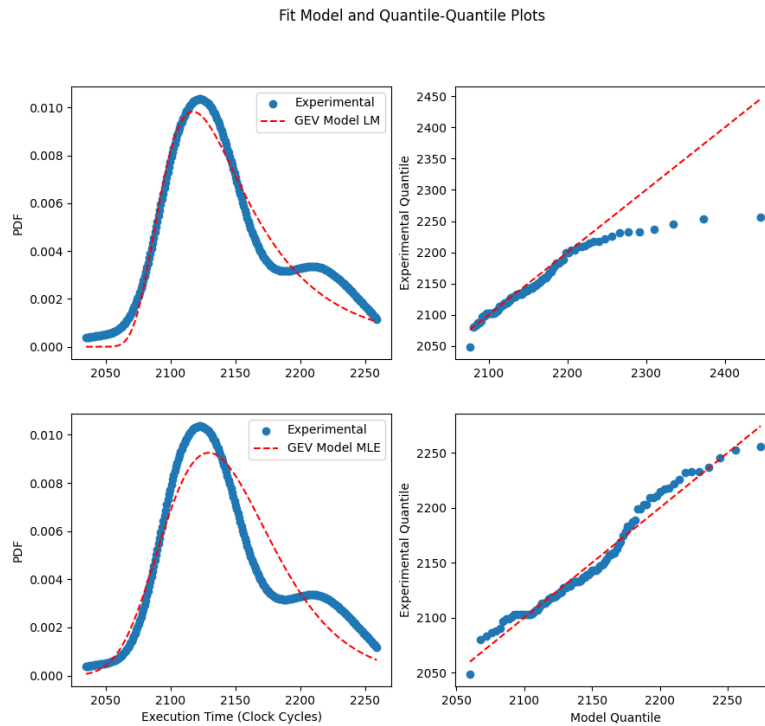 Fit Model and Quantile-Quantile Plots
Experimental
GEV Model LM
PDF
0.010
0.008
0.006
0.004
0.002
0.000
2050 2100 2150 2200 2250
Experimental Quantile
2450
2400
2350
2300
2250
2200
2150
2100
2050
2100 2200 2300 2400
Experimental
GEV Model MLE
PDF
0.010
0.008
0.006
0.004
0.002
0.000
2050 2100 2150 2200 2250
Execution Time (Clock Cycles)
Experimental Quantile
2250
2200
2150
2100
2050
2050 2100 2150 2200 2250
Model Quantile